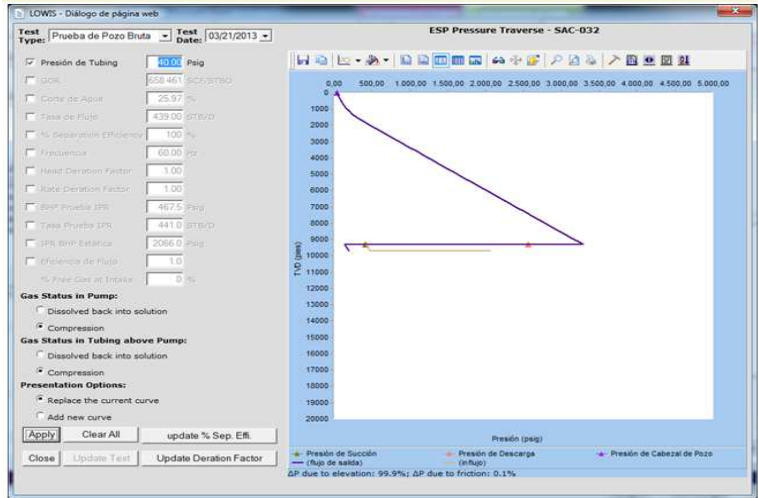 LOWIS - Diálogo de página web
Test Type: Prueba de Pozo Bruta Test Date: 03/21/2013
ESP Pressure Traverse - SAC-032
Presión de Tubing 40.00 Psig
GOR 658.461 SCF/STBO
Corte de Agua 25.97 %
Tasa de Flujo 439.00 STB/D
% Separation Efficiency 100 %
Frecuencia 60.00 Hz
Head Deration Factor 1.00
Rate Deration Factor 1.00
BHP Prueba IPR 467.5 Psig
Tasa Prueba IPR 441.0 STB/D
IPR BHP Estática 2066.0 Psig
Eficiencia de Flujo 1.0
% Free Gas at Intake 0 %
Gas Status in Pump:
Dissolved back into solution
Compression
Gas Status in Tubing above Pump:
Dissolved back into solution
Compression
Presentation Options:
Replace the current curve
Add new curve
Apply Clear All update % Sep. Effi.
Close Update Test Update Deration Factor
0,00 500,00 1.000,00 1.500,00 2.000,00 2.500,00 3.000,00 3.500,00 4.000,00 4.500,00 5.000,00
0
1000
2000
3000
4000
5000
6000
7000
8000
9000
10000
11000
12000
13000
14000
15000
16000
17000
18000
19000
20000
TVD (pies)
Presión (psig)
Presión de Succión Presión de Descarga Presión de Cabezal de Pozo
(flujo de salida) (influjo)
ΔP due to elevation: 99.9%; ΔP due to friction: 0.1%